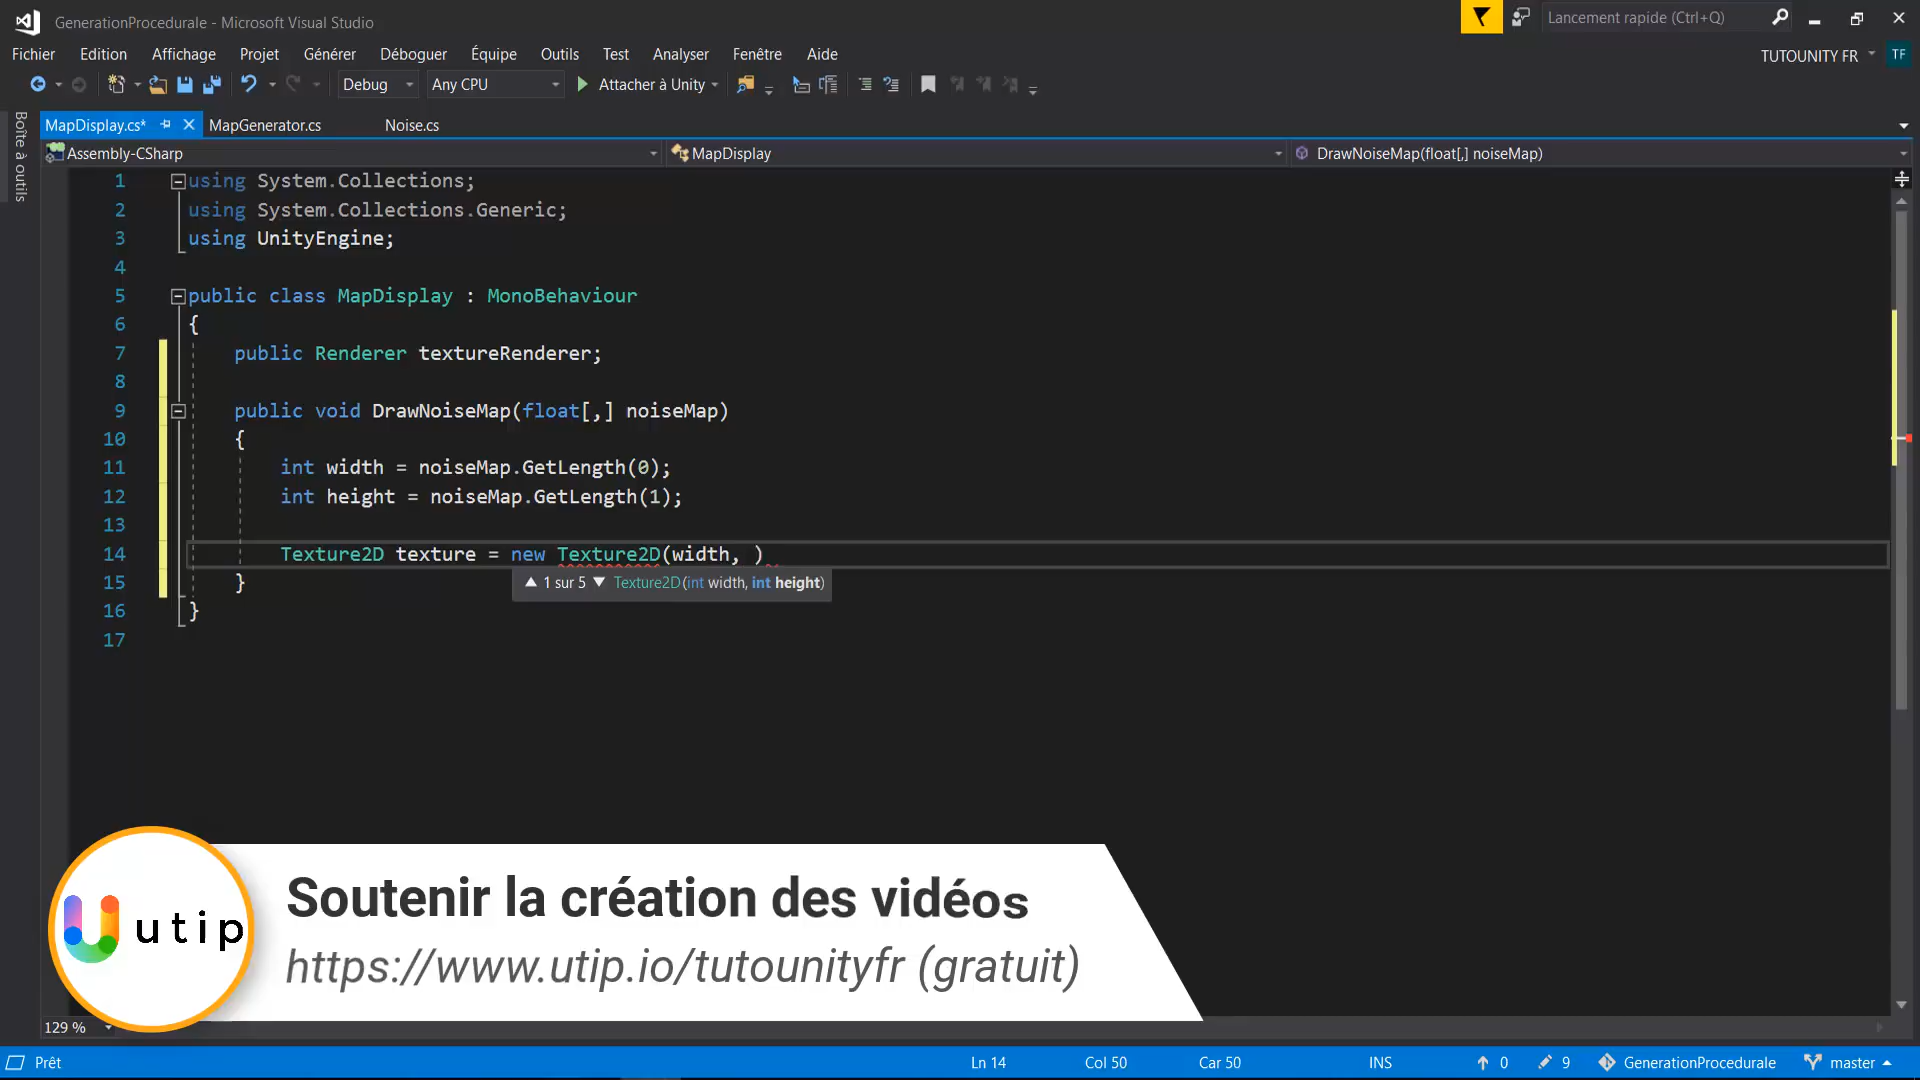 GenerationProcedurale - Microsoft Visual Studio
Lancement rapide (Ctrl+Q)
Fichier Edition Affichage Projet Générer Déboguer Équipe Outils Test Analyser Fenêtre Aide
TUTOUNITY FR TF
Debug Any CPU Attacher à Unity
Boîte à outils
MapDisplay.cs* MapGenerator.cs Noise.cs
Assembly-CSharp MapDisplay DrawNoiseMap(float[,] noiseMap)
1 using System.Collections;
2 using System.Collections.Generic;
3 using UnityEngine;
4
5 public class MapDisplay : MonoBehaviour
6 {
7 public Renderer textureRenderer;
8
9 public void DrawNoiseMap(float[,] noiseMap)
10 {
11 int width = noiseMap.GetLength(0);
12 int height = noiseMap.GetLength(1);
13
14 Texture2D texture = new Texture2D(width, )
15 }
1 sur 5 Texture2D(int width, int height)
16 }
17
utip
Soutenir la création des vidéos
https://www.utip.io/tutounityfr (gratuit)
129 %
Prêt Ln 14 Col 50 Car 50 INS 0 9 GenerationProcedurale master